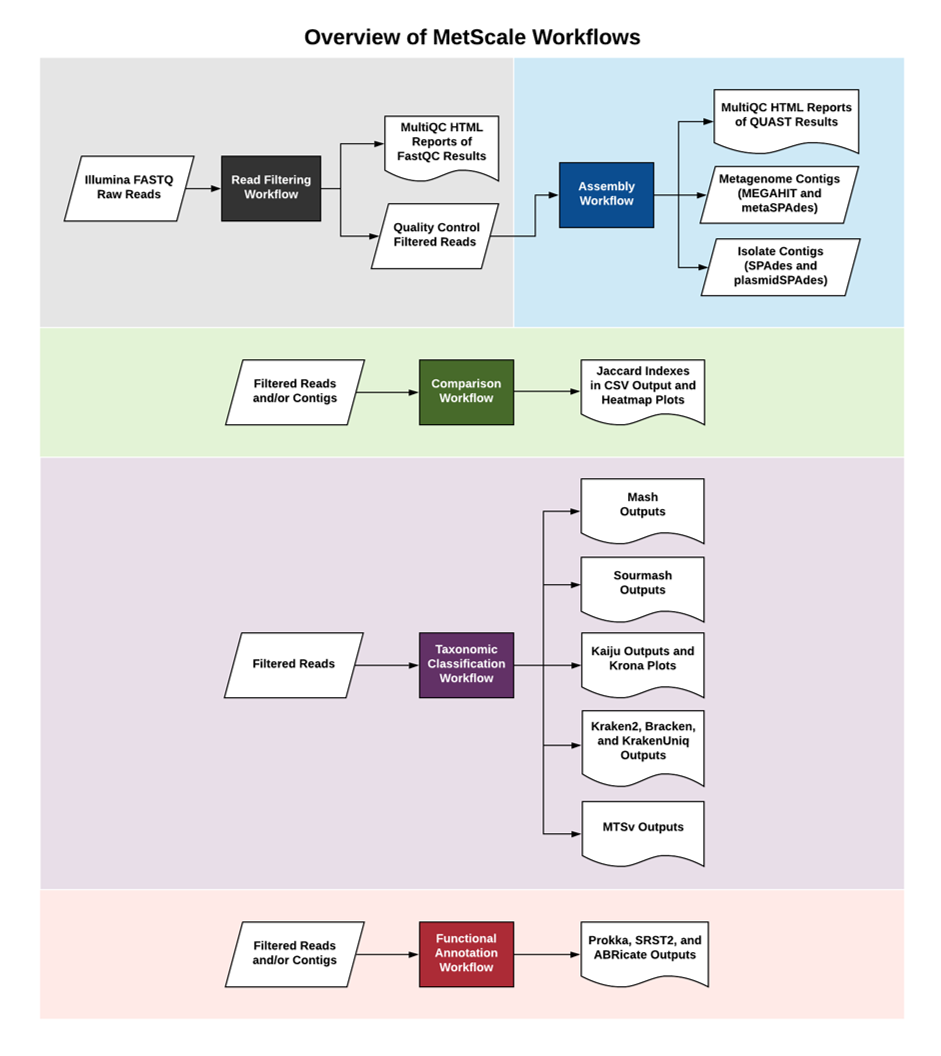 Overview of MetScale Workflows
Illumina FASTQ
Raw Reads
Read Filtering
Workflow
MultiQC HTML
Reports of
FastQC Results
Quality Control
Filtered Reads
Assembly
Workflow
MultiQC HTML Reports
of QUAST Results
Metagenome Contigs
(MEGAHIT and
metaSPAdes)
Isolate Contigs
(SPAdes and
plasmidSPAdes)
Filtered Reads
and/or Contigs
Comparison
Workflow
Jaccard Indexes
in CSV Output and
Heatmap Plots
Filtered Reads
Taxonomic
Classification
Workflow
Mash
Outputs
Sourmash
Outputs
Kaiju Outputs and
Krona Plots
Kraken2, Bracken,
and KrakenUniq
Outputs
MTSv Outputs
Filtered Reads
and/or Contigs
Functional
Annotation
Workflow
Prokka, SRST2, and
ABRicate Outputs